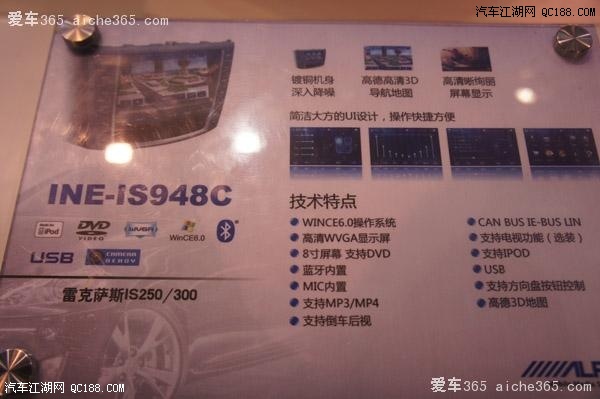 爱车365 aiche365.com
汽车江湖网 QC188.com
镀铜机身
深入降噪
高德高清3D
导航地图
高清晰绚丽
屏幕显示
简洁大方的UI设计，操作快捷方便
INE-IS948C
iPod
DVD
VIDEO
WVGA
WinCE6.0
USB
CAMERA
READY
雷克萨斯IS250/300
技术特点
WINCE6.0操作系统
高清WVGA显示屏
8寸屏幕 支持DVD
蓝牙内置
MIC内置
支持MP3/MP4
支持倒车后视
CAN BUS IE-BUS LIN
支持电视功能（选装）
支持IPOD
USB
支持方向盘按钮控制
高德3D地图
汽车江湖网 QC188.com
爱车365 aiche365.com